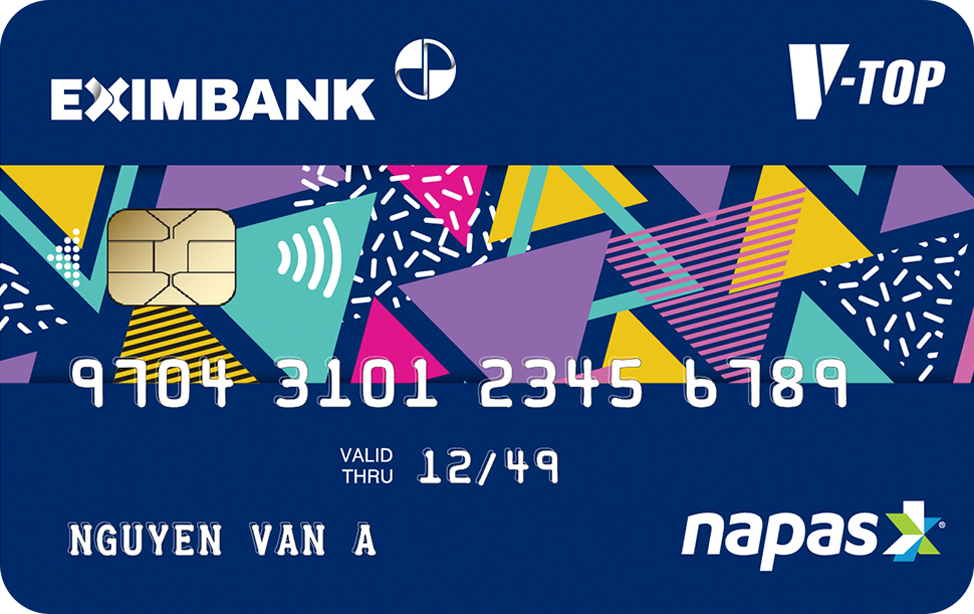 EXIMBANK
V-TOP
9704 3101 2345 6789
VALID THRU 12/49
NGUYEN VAN A
napas®